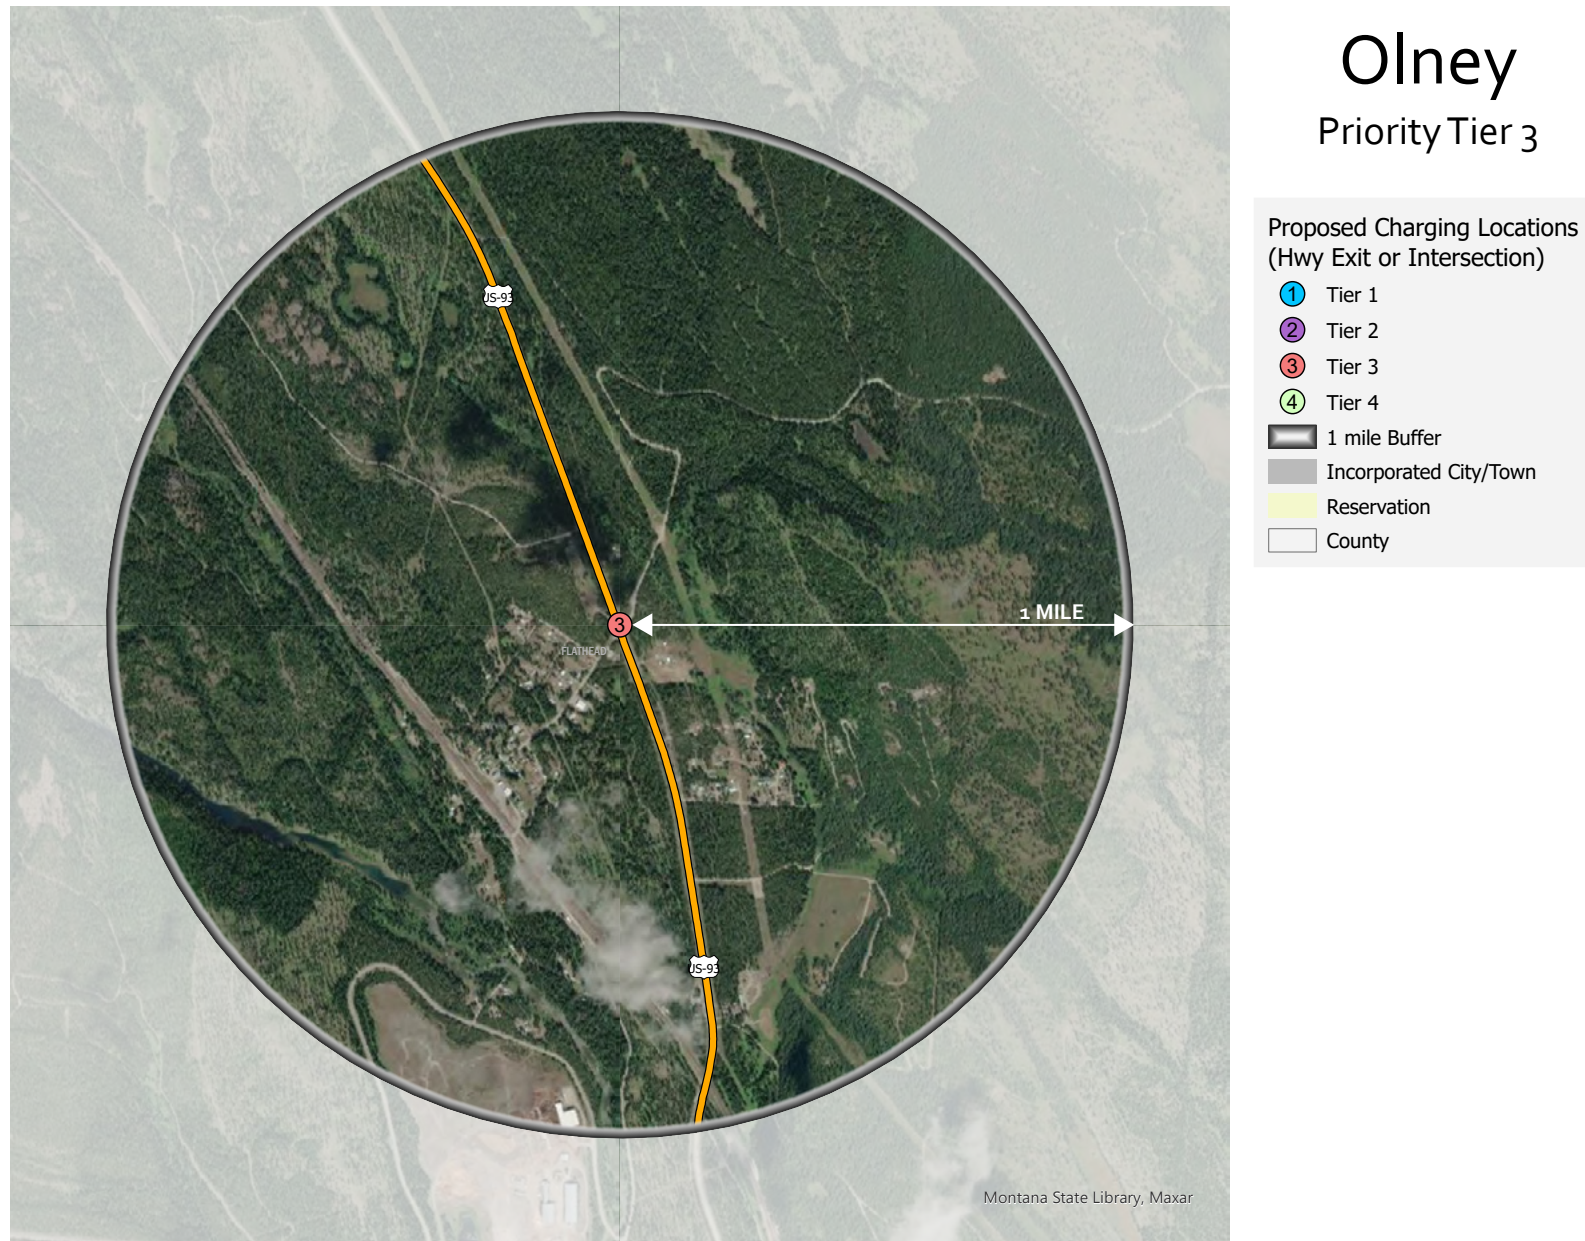 Olney
Priority Tier 3
Proposed Charging Locations
(Hwy Exit or Intersection)
1 Tier 1
2 Tier 2
3 Tier 3
4 Tier 4
1 mile Buffer
Incorporated City/Town
Reservation
County
US-93
3
1 MILE
FLATHEAD
US-93
Montana State Library, Maxar